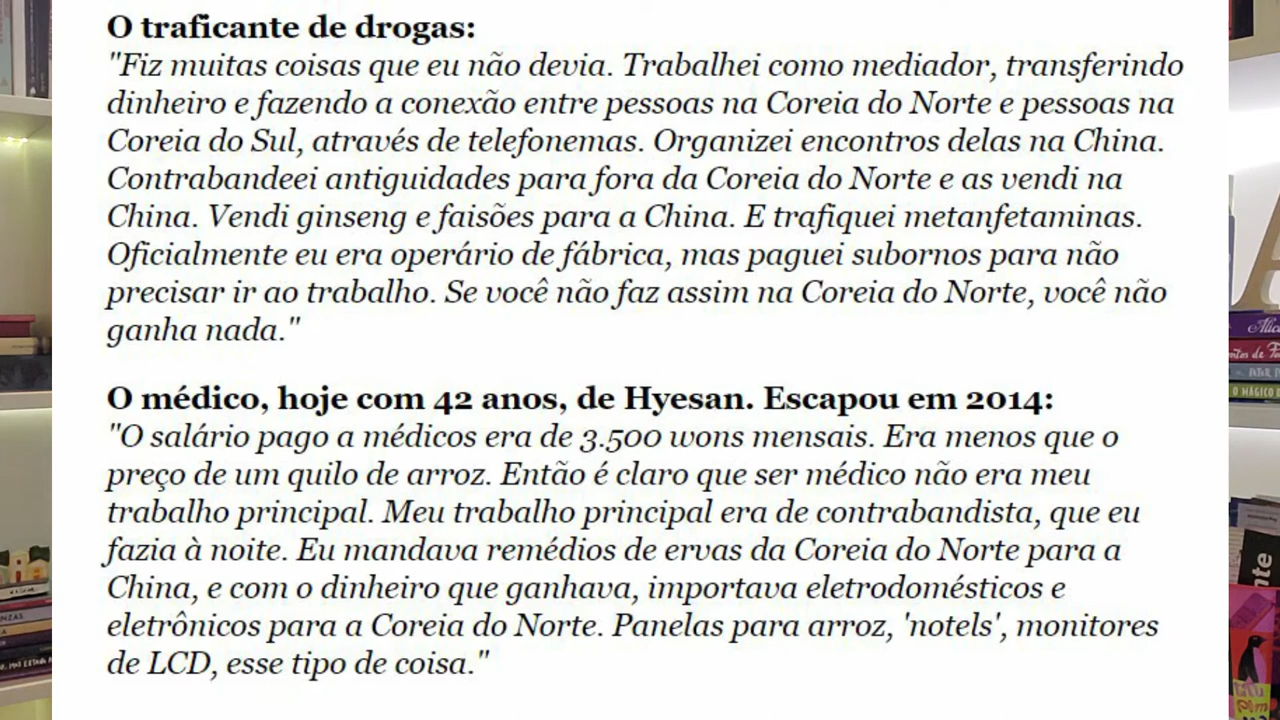 O traficante de drogas:
"Fiz muitas coisas que eu não devia. Trabalhei como mediador, transferindo
dinheiro e fazendo a conexão entre pessoas na Coreia do Norte e pessoas na
Coreia do Sul, através de telefonemas. Organizei encontros delas na China.
Contrabandeei antiguidades para fora da Coreia do Norte e as vendi na
China. Vendi ginseng e faisões para a China. E trafiquei metanfetaminas.
Oficialmente eu era operário de fábrica, mas paguei subornos para não
precisar ir ao trabalho. Se você não faz assim na Coreia do Norte, você não
ganha nada."
O médico, hoje com 42 anos, de Hyesan. Escapou em 2014:
"O salário pago a médicos era de 3.500 wons mensais. Era menos que o
preço de um quilo de arroz. Então é claro que ser médico não era meu
trabalho principal. Meu trabalho principal era de contrabandista, que eu
fazia à noite. Eu mandava remédios de ervas da Coreia do Norte para a
China, e com o dinheiro que ganhava, importava eletrodomésticos e
eletrônicos para a Coreia do Norte. Panelas para arroz, 'notels', monitores
de LCD, esse tipo de coisa."
O MÁGICO